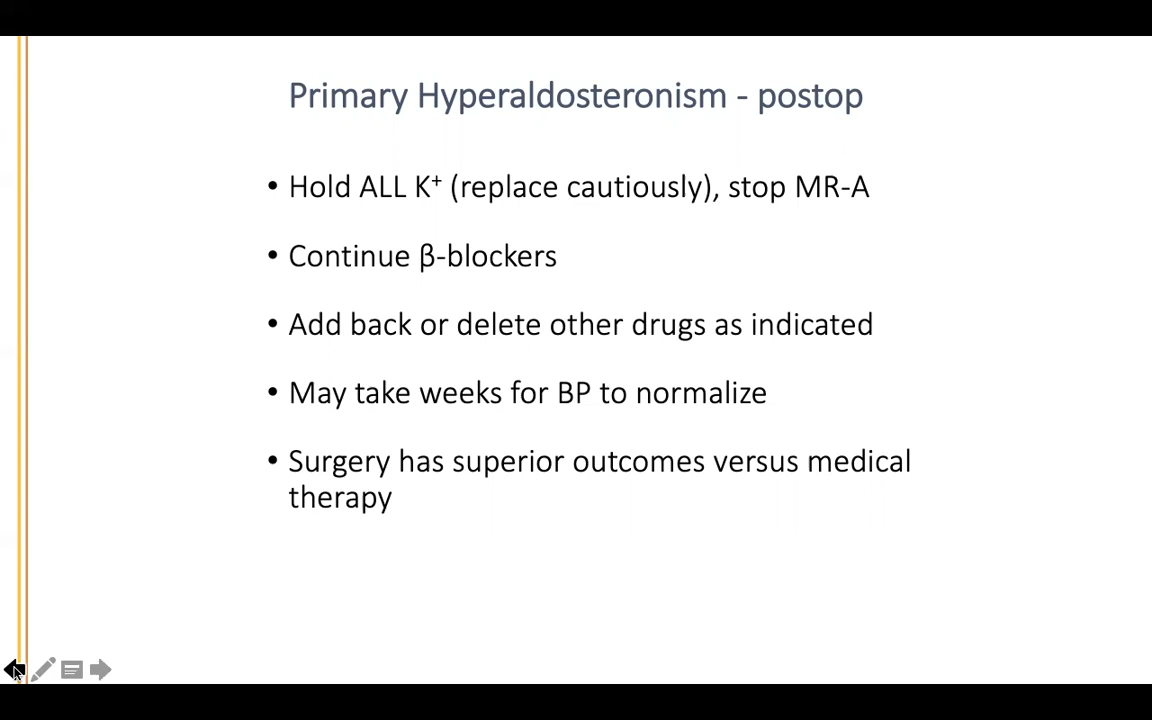 Primary Hyperaldosteronism - postop
• Hold ALL K⁺ (replace cautiously), stop MR-A
• Continue β-blockers
• Add back or delete other drugs as indicated
• May take weeks for BP to normalize
• Surgery has superior outcomes versus medical
therapy